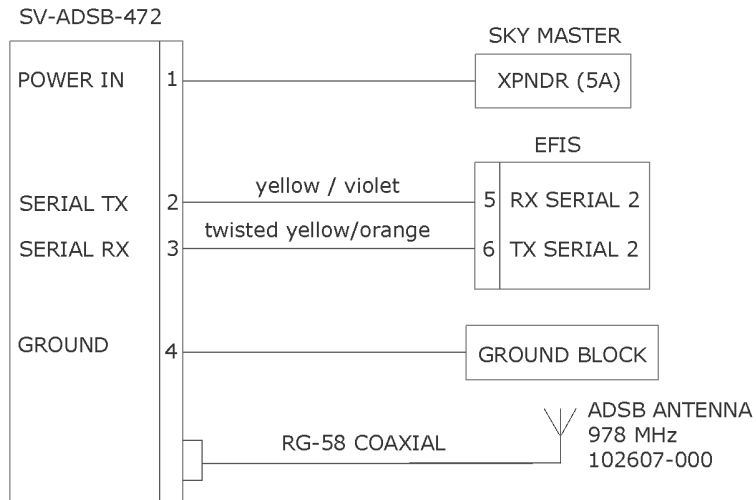 SV-ADSB-472
SKY MASTER
POWER IN 1 XPNDR (5A)
EFIS
SERIAL TX 2 yellow / violet 5 RX SERIAL 2
SERIAL RX 3 twisted yellow/orange 6 TX SERIAL 2
GROUND 4 GROUND BLOCK
RG-58 COAXIAL
ADSB ANTENNA
978 MHz
102607-000